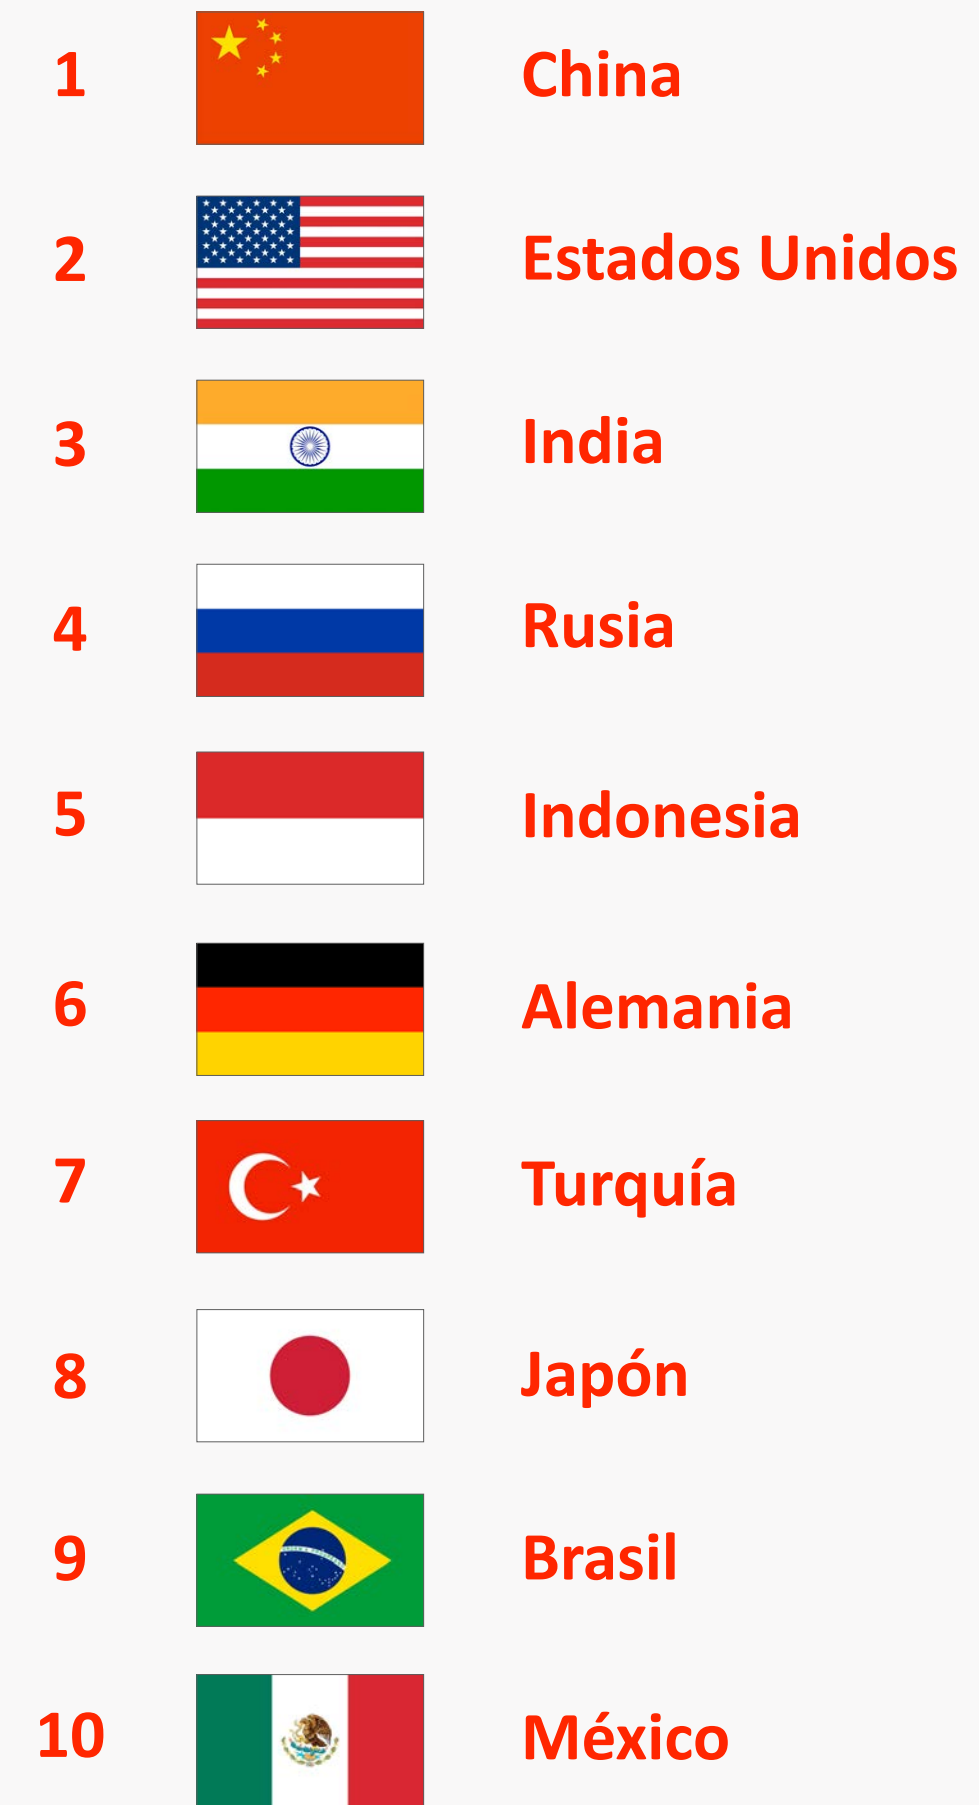 1 China
2 Estados Unidos
3 India
4 Rusia
5 Indonesia
6 Alemania
7 Turquía
8 Japón
9 Brasil
10 México